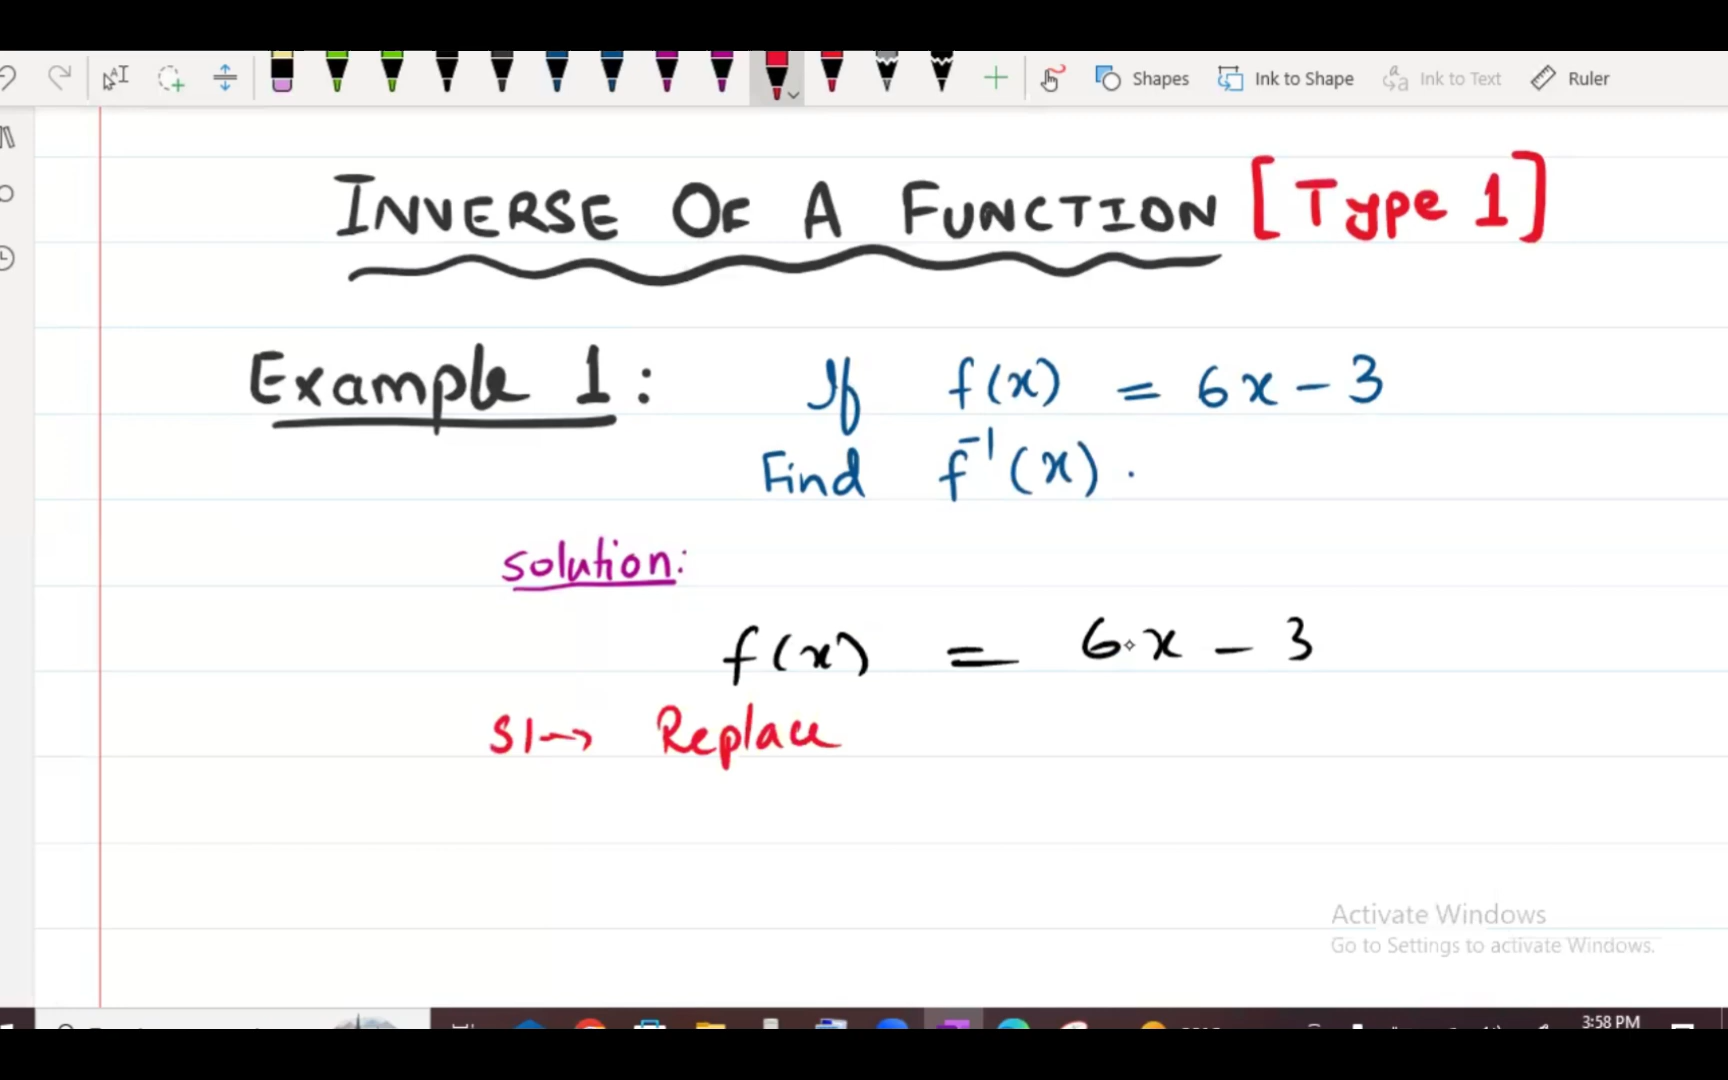 Shapes Ink to Shape Ink to Text Ruler
INVERSE OF A FUNCTION [Type 1]
Example 1: If f(x) = 6x - 3
Find f⁻¹(x).
Solution:
f(x) = 6x - 3
S1→ Replace
Activate Windows
Go to Settings to activate Windows.
3:58 PM